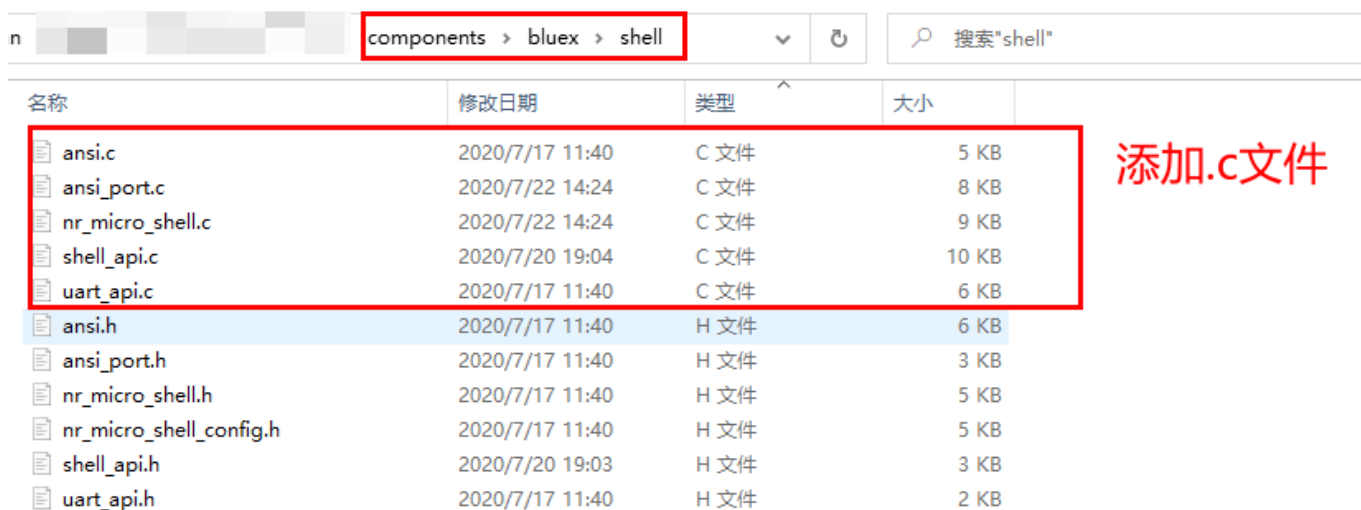 n components > bluex > shell 搜索"shell"
名称 修改日期 类型 大小
ansi.c 2020/7/17 11:40 C 文件 5 KB
ansi_port.c 2020/7/22 14:24 C 文件 8 KB
添加.c文件
nr_micro_shell.c 2020/7/22 14:24 C 文件 9 KB
shell_api.c 2020/7/20 19:04 C 文件 10 KB
uart_api.c 2020/7/17 11:40 C 文件 6 KB
ansi.h 2020/7/17 11:40 H 文件 6 KB
ansi_port.h 2020/7/17 11:40 H 文件 3 KB
nr_micro_shell.h 2020/7/17 11:40 H 文件 5 KB
nr_micro_shell_config.h 2020/7/17 11:40 H 文件 5 KB
shell_api.h 2020/7/20 19:03 H 文件 3 KB
uart_api.h 2020/7/17 11:40 H 文件 2 KB